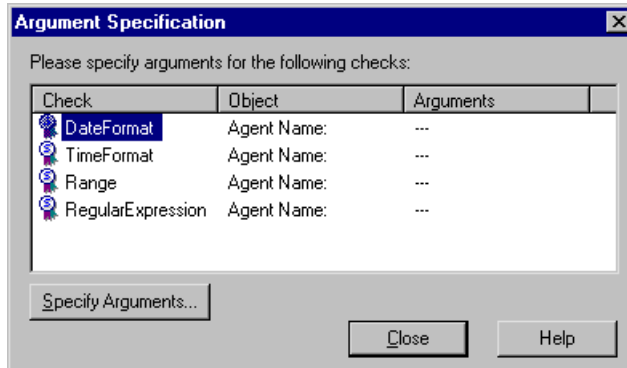 Argument Specification
Please specify arguments for the following checks:
Check Object Arguments
DateFormat Agent Name: ---
TimeFormat Agent Name: ---
Range Agent Name: ---
RegularExpression Agent Name: ---
Specify Arguments...
Close Help